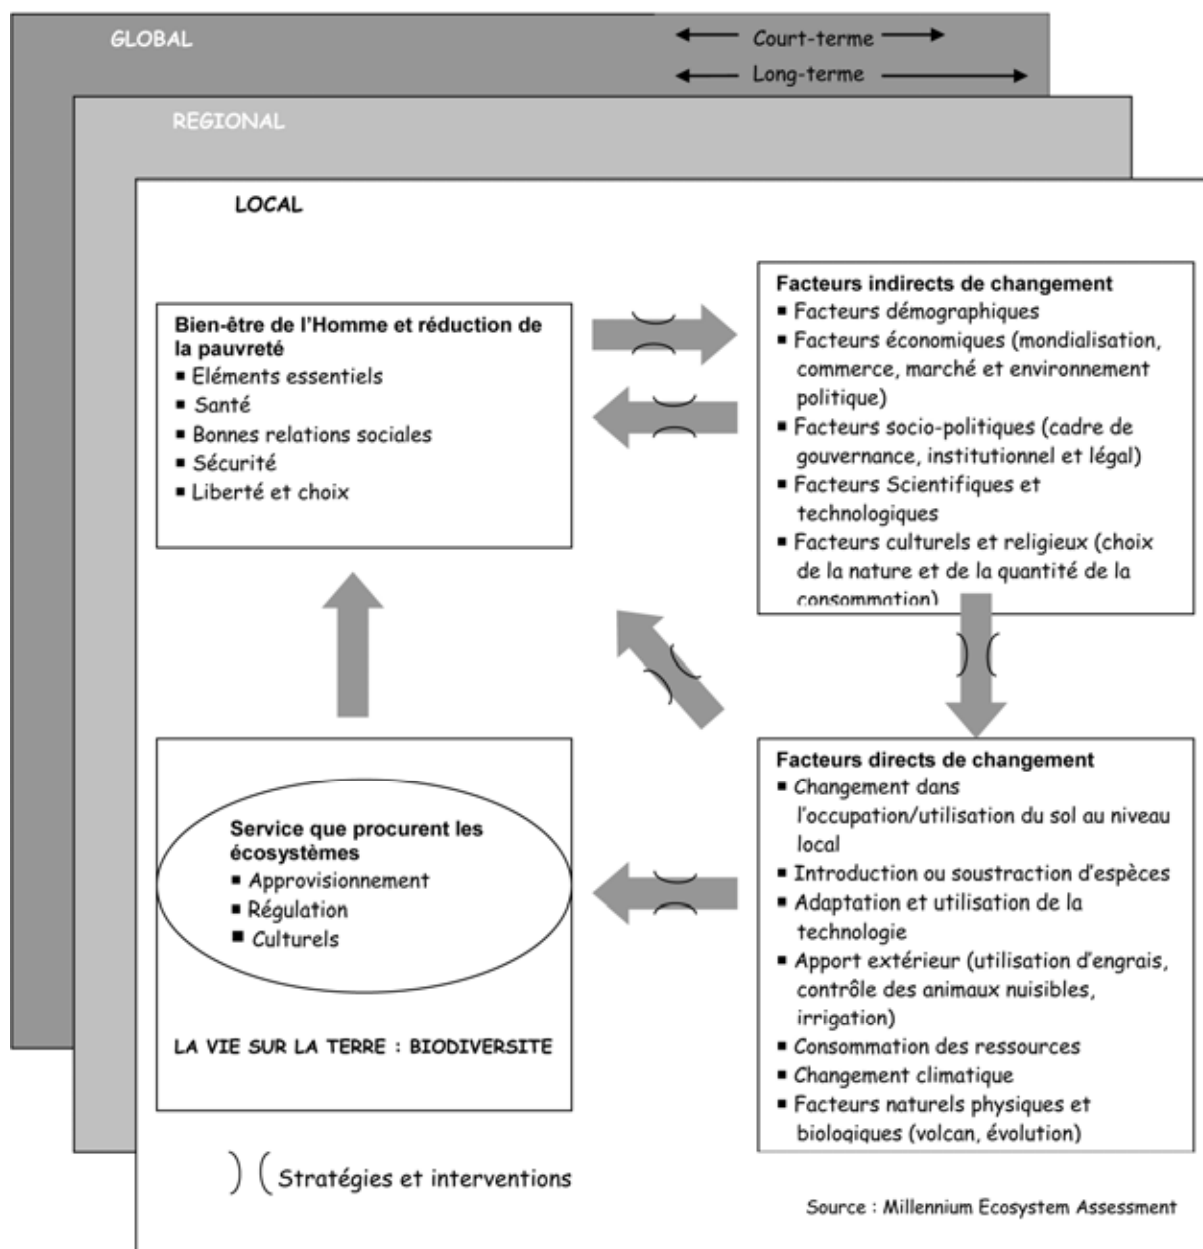 GLOBAL
Court-terme
Long-terme
REGIONAL
LOCAL
Bien-être de l'Homme et réduction de
la pauvreté
▪ Eléments essentiels
▪ Santé
▪ Bonnes relations sociales
▪ Sécurité
▪ Liberté et choix
Facteurs indirects de changement
▪ Facteurs démographiques
▪ Facteurs économiques (mondialisation,
commerce, marché et environnement
politique)
▪ Facteurs socio-politiques (cadre de
gouvernance, institutionnel et légal)
▪ Facteurs Scientifiques et
technologiques
▪ Facteurs culturels et religieux (choix
de la nature et de la quantité de la
consommation)
Service que procurent les
écosystèmes
▪ Approvisionnement
▪ Régulation
▪ Culturels
LA VIE SUR LA TERRE : BIODIVERSITE
Facteurs directs de changement
▪ Changement dans
l'occupation/utilisation du sol au niveau
local
▪ Introduction ou soustraction d'espèces
▪ Adaptation et utilisation de la
technologie
▪ Apport extérieur (utilisation d'engrais,
contrôle des animaux nuisibles,
irrigation)
▪ Consommation des ressources
▪ Changement climatique
▪ Facteurs naturels physiques et
biologiques (volcan, évolution)
) ( Stratégies et interventions
Source : Millennium Ecosystem Assessment